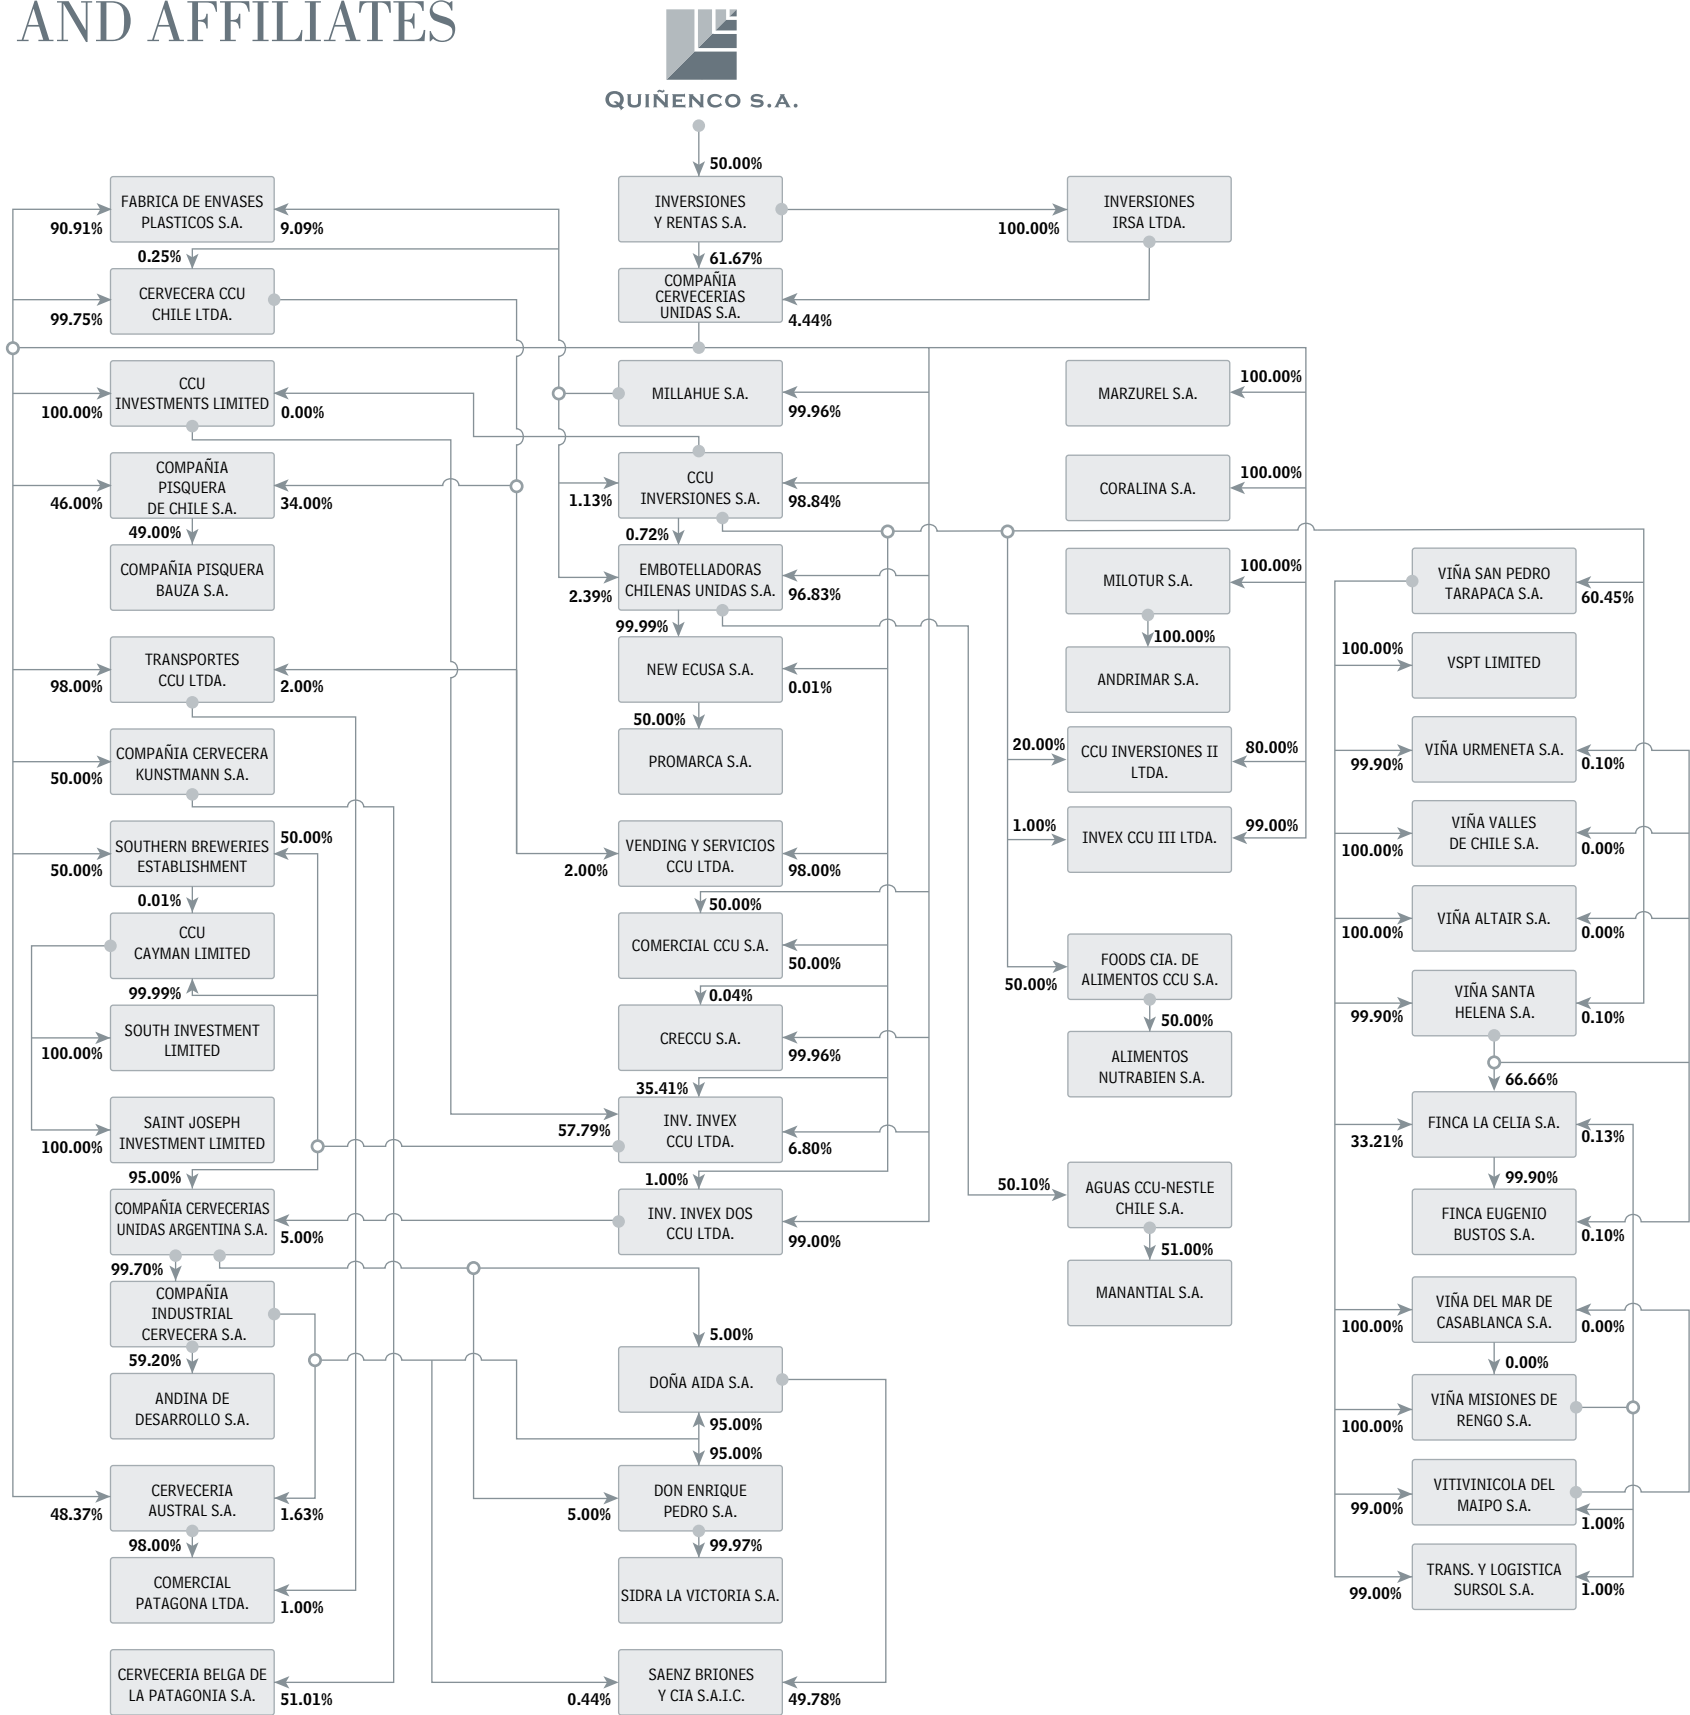 AND AFFILIATES
QUIÑENCO S.A.
50.00%
FABRICA DE ENVASES
PLASTICOS S.A.
90.91%
9.09%
INVERSIONES
Y RENTAS S.A.
100.00%
INVERSIONES
IRSA LTDA.
0.25%
61.67%
CERVECERA CCU
CHILE LTDA.
99.75%
COMPAÑIA
CERVECERIAS
UNIDAS S.A.
4.44%
CCU
INVESTMENTS LIMITED
100.00%
0.00%
MILLAHUE S.A.
99.96%
MARZUREL S.A.
100.00%
COMPAÑIA
PISQUERA
DE CHILE S.A.
46.00%
34.00%
CCU
INVERSIONES S.A.
1.13%
98.84%
CORALINA S.A.
100.00%
49.00%
0.72%
COMPAÑIA PISQUERA
BAUZA S.A.
EMBOTELLADORAS
CHILENAS UNIDAS S.A.
2.39%
96.83%
MILOTUR S.A.
100.00%
VIÑA SAN PEDRO
TARAPACA S.A.
60.45%
99.99%
100.00%
TRANSPORTES
CCU LTDA.
98.00%
2.00%
NEW ECUSA S.A.
0.01%
ANDRIMAR S.A.
100.00%
VSPT LIMITED
50.00%
COMPAÑIA CERVECERA
KUNSTMANN S.A.
50.00%
PROMARCA S.A.
20.00%
CCU INVERSIONES II
LTDA.
80.00%
VIÑA URMENETA S.A.
99.90%
0.10%
SOUTHERN BREWERIES
ESTABLISHMENT
50.00%
50.00%
VENDING Y SERVICIOS
CCU LTDA.
2.00%
98.00%
1.00%
INVEX CCU III LTDA.
99.00%
VIÑA VALLES
DE CHILE S.A.
100.00%
0.00%
0.01%
50.00%
CCU
CAYMAN LIMITED
99.99%
COMERCIAL CCU S.A.
50.00%
FOODS CIA. DE
ALIMENTOS CCU S.A.
50.00%
VIÑA ALTAIR S.A.
100.00%
0.00%
0.04%
50.00%
SOUTH INVESTMENT
LIMITED
100.00%
CRECCU S.A.
99.96%
ALIMENTOS
NUTRABIEN S.A.
VIÑA SANTA
HELENA S.A.
99.90%
0.10%
35.41%
66.66%
SAINT JOSEPH
INVESTMENT LIMITED
100.00%
57.79%
INV. INVEX
CCU LTDA.
6.80%
FINCA LA CELIA S.A.
33.21%
0.13%
95.00%
1.00%
99.90%
COMPAÑIA CERVECERIAS
UNIDAS ARGENTINA S.A.
5.00%
INV. INVEX DOS
CCU LTDA.
99.00%
50.10%
AGUAS CCU-NESTLE
CHILE S.A.
FINCA EUGENIO
BUSTOS S.A.
0.10%
99.70%
51.00%
COMPAÑIA
INDUSTRIAL
CERVECERA S.A.
MANANTIAL S.A.
VIÑA DEL MAR DE
CASABLANCA S.A.
100.00%
0.00%
59.20%
5.00%
0.00%
ANDINA DE
DESARROLLO S.A.
DOÑA AIDA S.A.
95.00%
95.00%
VIÑA MISIONES DE
RENGO S.A.
100.00%
CERVECERIA
AUSTRAL S.A.
48.37%
1.63%
DON ENRIQUE
PEDRO S.A.
5.00%
VITIVINICOLA DEL
MAIPO S.A.
99.00%
1.00%
98.00%
99.97%
COMERCIAL
PATAGONA LTDA.
1.00%
SIDRA LA VICTORIA S.A.
TRANS. Y LOGISTICA
SURSOL S.A.
99.00%
1.00%
CERVECERIA BELGA DE
LA PATAGONIA S.A.
51.01%
SAENZ BRIONES
Y CIA S.A.I.C.
0.44%
49.78%